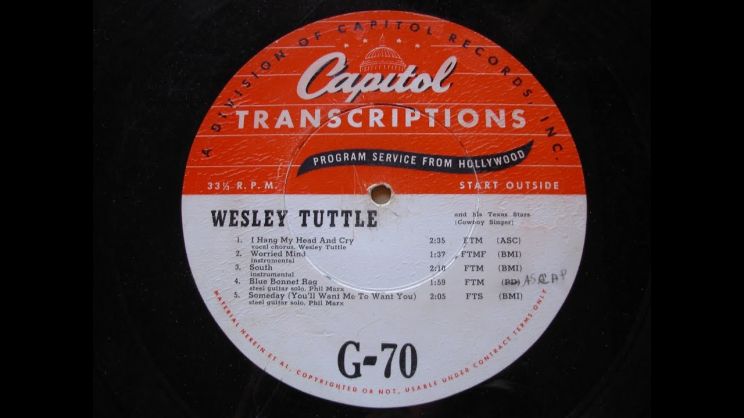 A DIVISION OF CAPITOL RECORDS, INC.
Capitol
TRANSCRIPTIONS
PROGRAM SERVICE FROM HOLLYWOOD
33⅓ R.P.M. START OUTSIDE
WESLEY TUTTLE and his Texas Stars
(Cowboy Singer)
1. I Hang My Head And Cry 2:35 FTM (ASC)
vocal chorus, Wesley Tuttle
2. Worried Mind 1:37 FTMF (BMI)
instrumental
3. South 2:16 FTM (BMI)
instrumental
4. Blue Bonnet Rag 1:59 FTM (PD) ASCAP
steel guitar solo, Phil Marx
5. Someday (You'll Want Me To Want You) 2:05 FTS (BMI)
steel guitar solo, Phil Marx
G-70
MATERIAL HEREIN ET AL, COPYRIGHTED OR NOT, USABLE UNDER CONTRACT TERMS ONLY